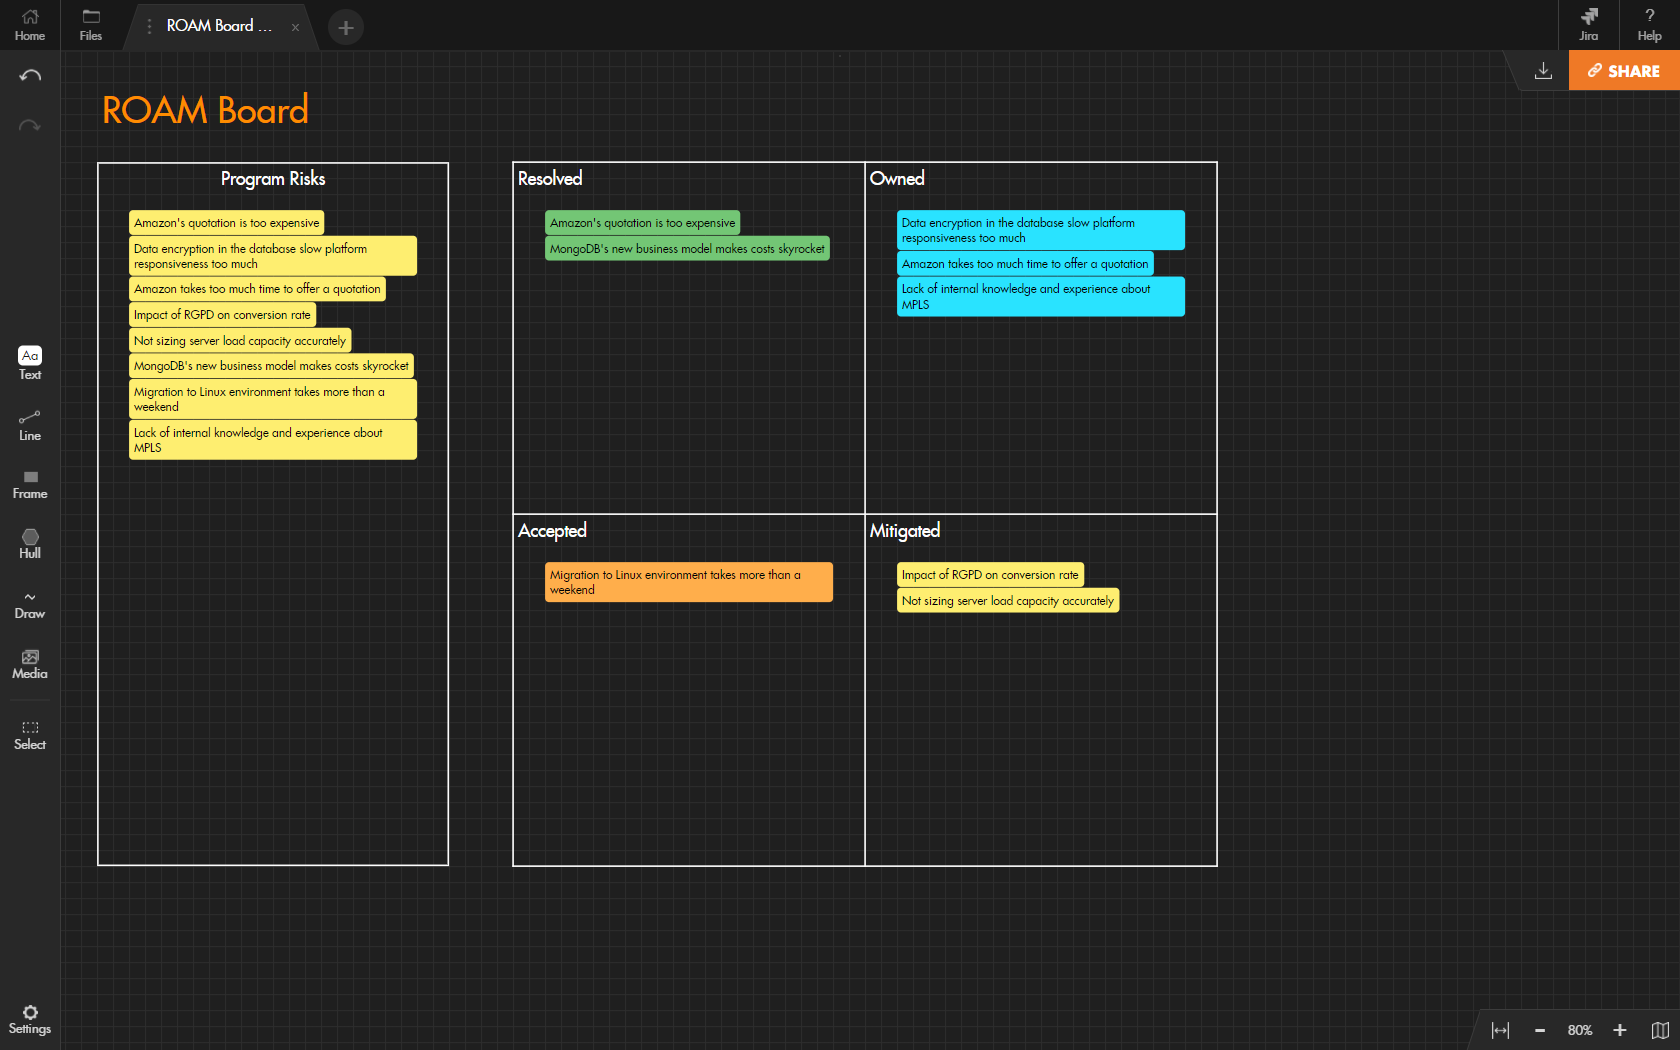 Home
Files
ROAM Board ...
x
Jira
?
Help
SHARE
ROAM Board
Program Risks
Amazon's quotation is too expensive
Data encryption in the database slow platform
responsiveness too much
Amazon takes too much time to offer a quotation
Impact of RGPD on conversion rate
Not sizing server load capacity accurately
MongoDB's new business model makes costs skyrocket
Migration to Linux environment takes more than a
weekend
Lack of internal knowledge and experience about
MPLS
Resolved
Amazon's quotation is too expensive
MongoDB's new business model makes costs skyrocket
Owned
Data encryption in the database slow platform
responsiveness too much
Amazon takes too much time to offer a quotation
Lack of internal knowledge and experience about
MPLS
Accepted
Migration to Linux environment takes more than a
weekend
Mitigated
Impact of RGPD on conversion rate
Not sizing server load capacity accurately
Aa
Text
Line
Frame
Hull
Draw
Media
Select
Settings
80%